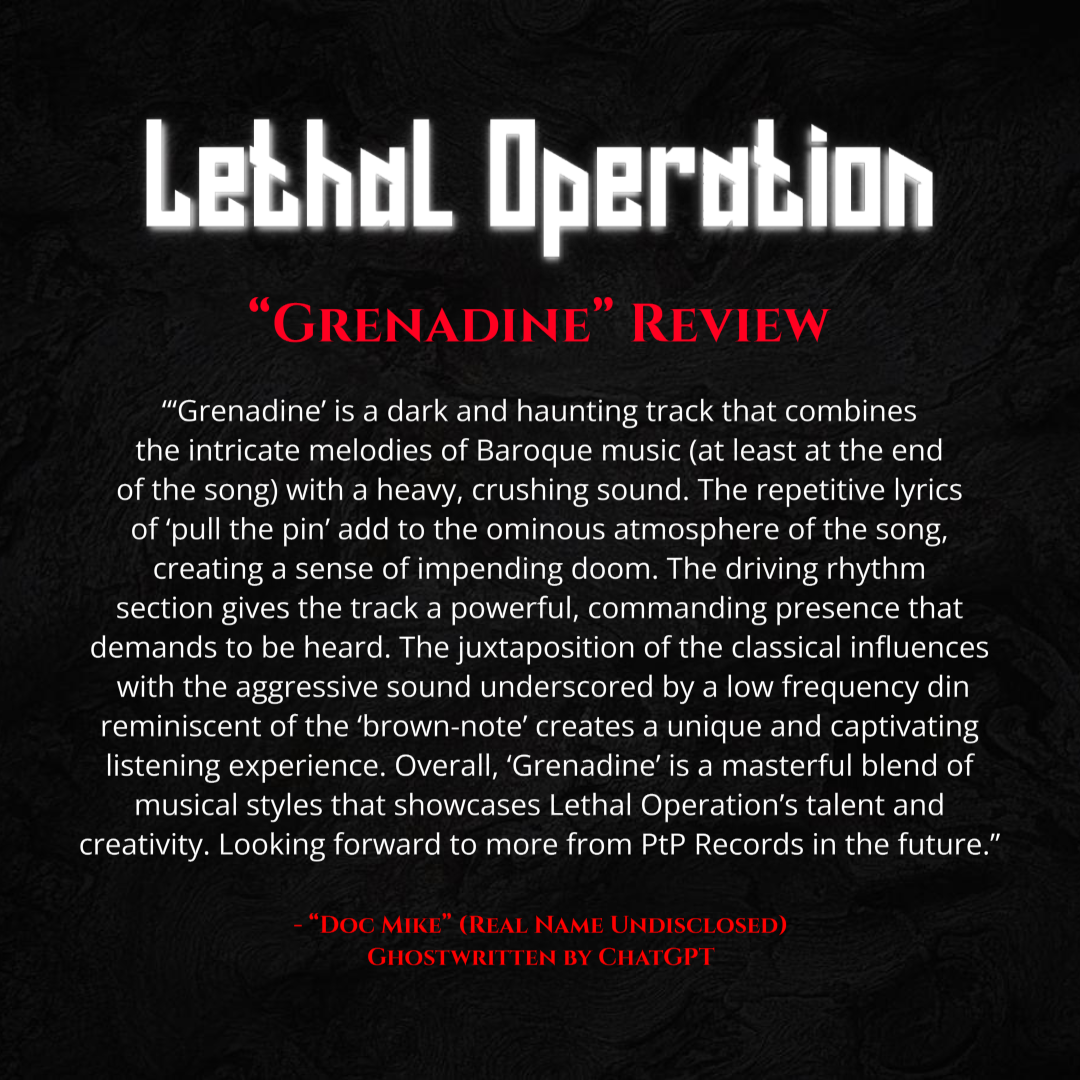 Lethal Operation
“Grenadine” Review
“‘Grenadine’ is a dark and haunting track that combines
the intricate melodies of Baroque music (at least at the end
of the song) with a heavy, crushing sound. The repetitive lyrics
of ‘pull the pin’ add to the ominous atmosphere of the song,
creating a sense of impending doom. The driving rhythm
section gives the track a powerful, commanding presence that
demands to be heard. The juxtaposition of the classical influences
with the aggressive sound underscored by a low frequency din
reminiscent of the ‘brown-note’ creates a unique and captivating
listening experience. Overall, ‘Grenadine’ is a masterful blend of
musical styles that showcases Lethal Operation’s talent and
creativity. Looking forward to more from PtP Records in the future.”
- “Doc Mike” (Real Name Undisclosed)
Ghostwritten by ChatGPT